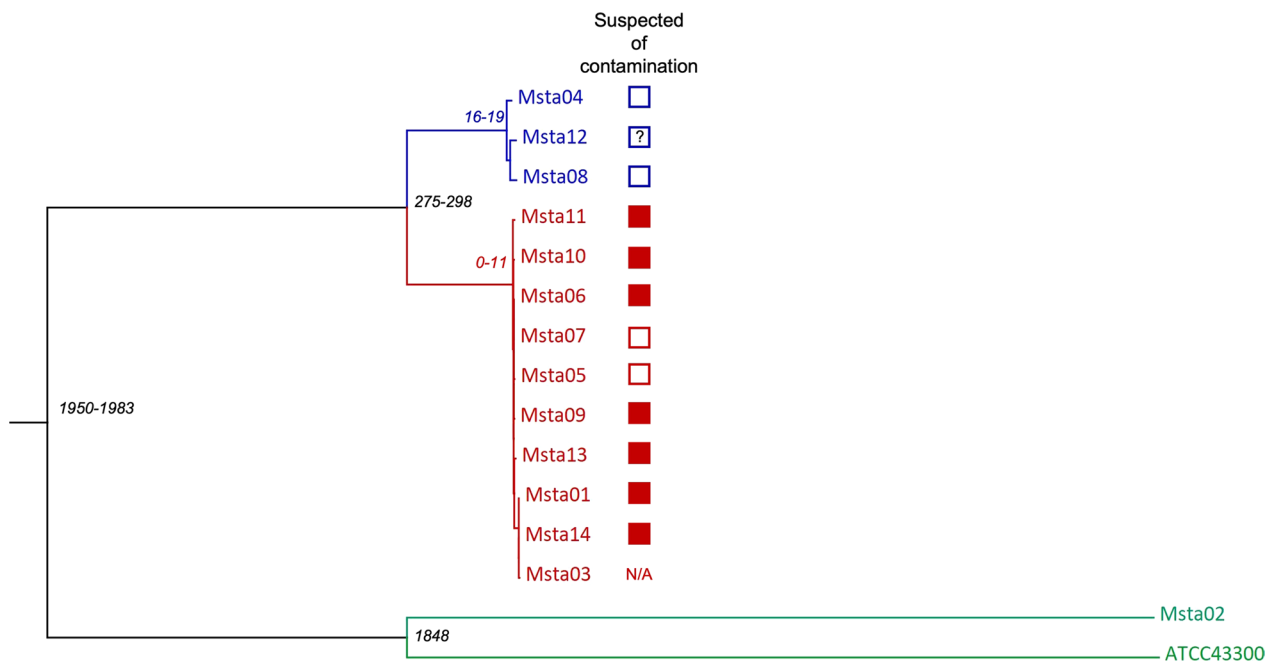 Suspected
of
contamination
Msta04
16-19
Msta12 ?
Msta08
275-298
Msta11
Msta10
0-11
Msta06
Msta07
Msta05
1950-1983
Msta09
Msta13
Msta01
Msta14
Msta03 N/A
Msta02
1848
ATCC43300